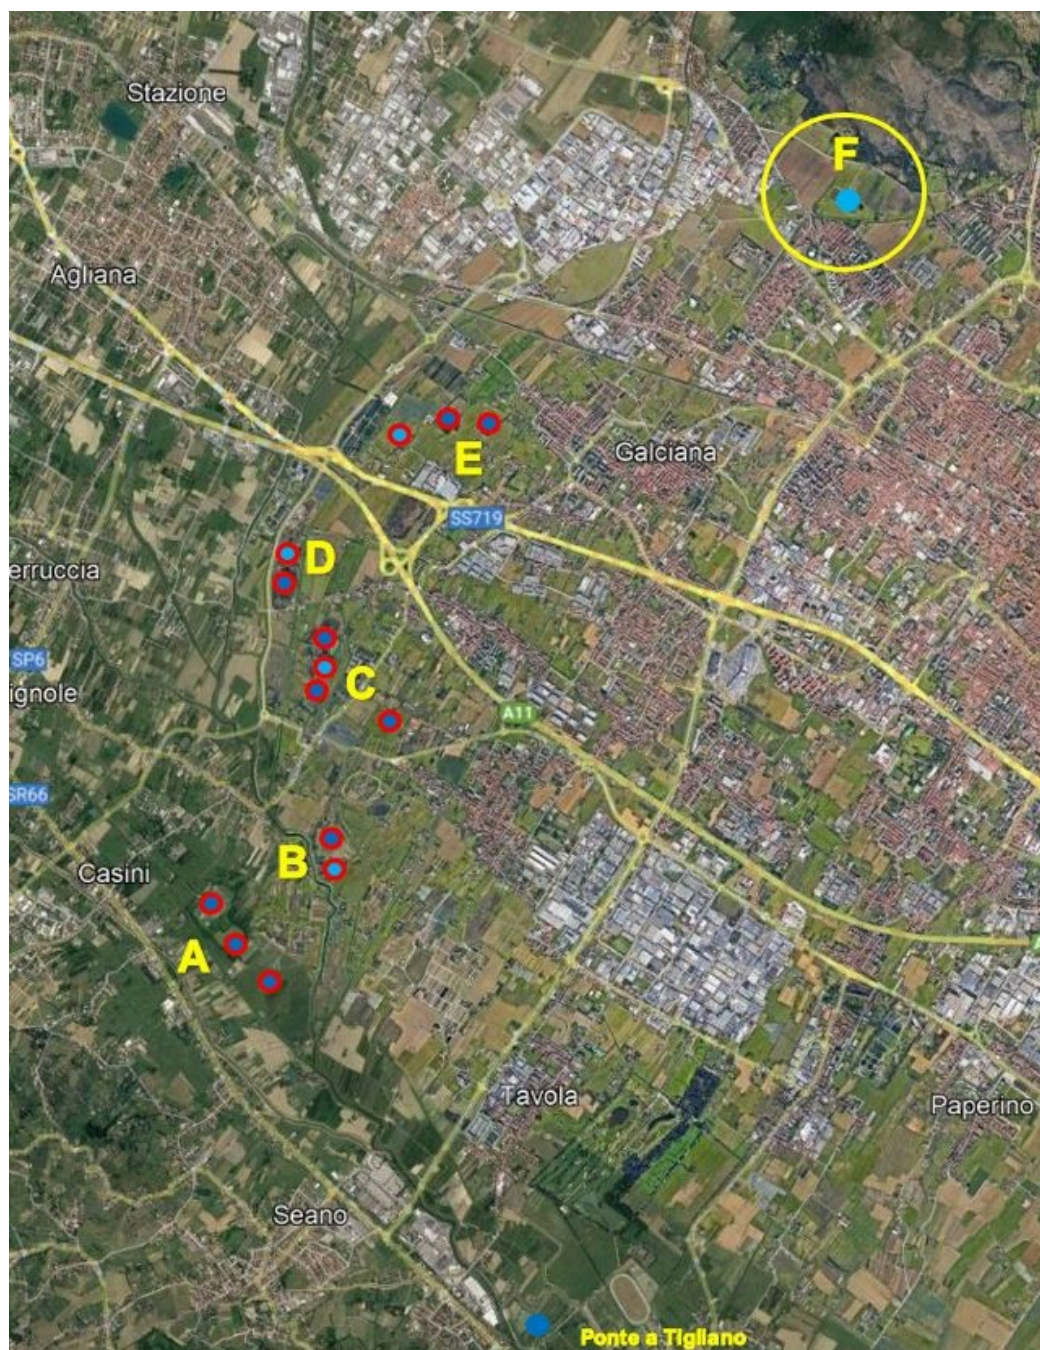 Stazione
F
Agliana
Galciana
E
SS719
D
erruccia
SP6
C
ignole
A11
SR66
B
Casini
A
A
Tavola
Paperino
Seano
Ponte a Tigliano